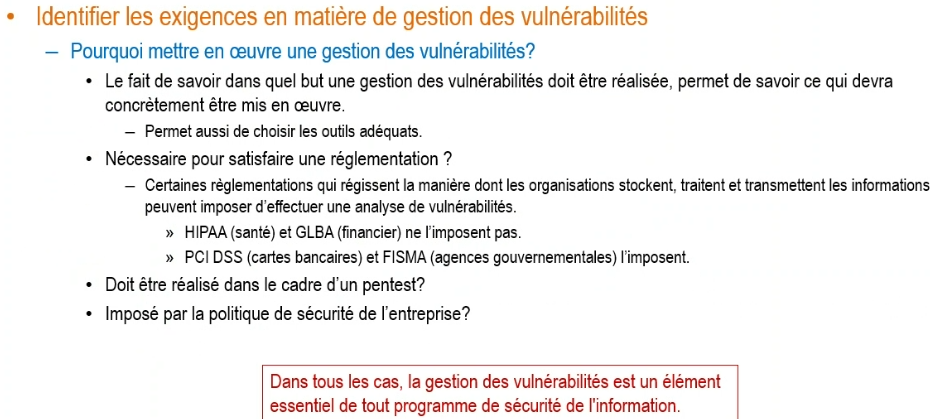 • Identifier les exigences en matière de gestion des vulnérabilités
– Pourquoi mettre en œuvre une gestion des vulnérabilités?
• Le fait de savoir dans quel but une gestion des vulnérabilités doit être réalisée, permet de savoir ce qui devra
concrètement être mis en œuvre.
– Permet aussi de choisir les outils adéquats.
• Nécessaire pour satisfaire une réglementation ?
– Certaines règlementations qui régissent la manière dont les organisations stockent, traitent et transmettent les informations
peuvent imposer d'effectuer une analyse de vulnérabilités.
» HIPAA (santé) et GLBA (financier) ne l'imposent pas.
» PCI DSS (cartes bancaires) et FISMA (agences gouvernementales) l'imposent.
• Doit être réalisé dans le cadre d'un pentest?
• Imposé par la politique de sécurité de l'entreprise?
Dans tous les cas, la gestion des vulnérabilités est un élément
essentiel de tout programme de sécurité de l'information.